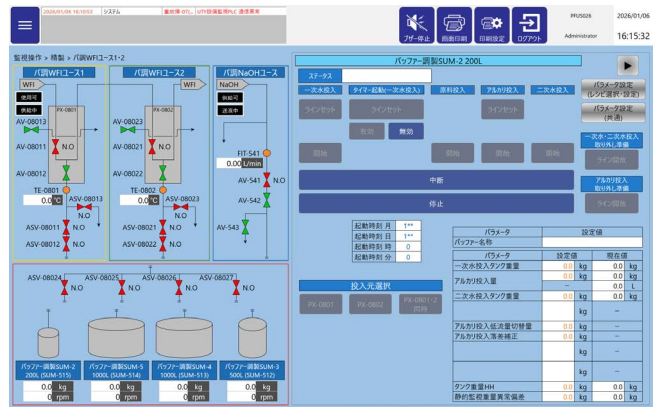 2026/01/06 16:10:53 システム 重故障-DTL.. UTY設備監視PLC 通信異常
ブザー停止 画面印刷 印刷設定 ログアウト
PPUS026 2026/01/06
Administrator 16:15:32
監視操作 > 精製 > バ調WFIユース1・2
バ調WFIユース1 バ調WFIユース2 バ調NaOHユース
WFI WFI NaOH
使用可 供給可
供給中 PX-0801 PX-0802 送液中
AV-08013 AV-08023
AV-08011 N.O AV-08021 N.O FIT-541
0.00 L/min
AV-08012 AV-08022 AV-541 N.O
TE-0801 TE-0802
0.0 ℃ ASV-08013 0.0 ℃ ASV-08023 AV-542
N.O N.O
ASV-08011 N.O ASV-08021 N.O AV-543
ASV-08012 N.O ASV-08022 N.O
ASV-08024 ASV-08025 ASV-08026 ASV-08027
N.O N.O N.O N.O
バッファー調製SUM-2 バッファー調製SUM-5 バッファー調製SUM-4 バッファー調製SUM-3
200L (SUM-515) 1000L (SUM-514) 1000L (SUM-513) 500L (SUM-512)
0.0 kg 0.0 kg 0.0 kg 0.0 kg
0 rpm 0 rpm 0 rpm 0 rpm
バッファー調製SUM-2 200L
ステータス
一次水投入 タイマー起動(一次水投入) 原料投入 アルカリ投入 二次水投入
ラインセット ラインセット ラインセット
有効 無効
開始 開始 開始 開始
中断
停止
パラメータ設定
(レシピ選択・設定)
パラメータ設定
(共通)
一次水・二次水投入
取り外し準備
ライン開放
アルカリ投入
取り外し準備
ライン開放
起動時刻 月 1**
起動時刻 日 1**
起動時刻 時 0
起動時刻 分 0
投入元選択
PX-0801 PX-0802 PX-0801・2
同時
パラメータ 設定値
バッファー名称
パラメータ 設定値 現在値
一次水投入タンク重量 0.0 kg 0.0 kg
アルカリ投入量 0.0 kg 0.0 kg
- 0.0 L
二次水投入タンク重量 0.0 kg 0.0 kg
kg -
アルカリ投入低流量切替量 0.0 kg -
アルカリ投入落差補正 0.0 kg -
kg -
kg -
タンク重量HH 0.0 kg 0.0 kg
静的監視重量異常偏差 0.0 kg 0.0 kg